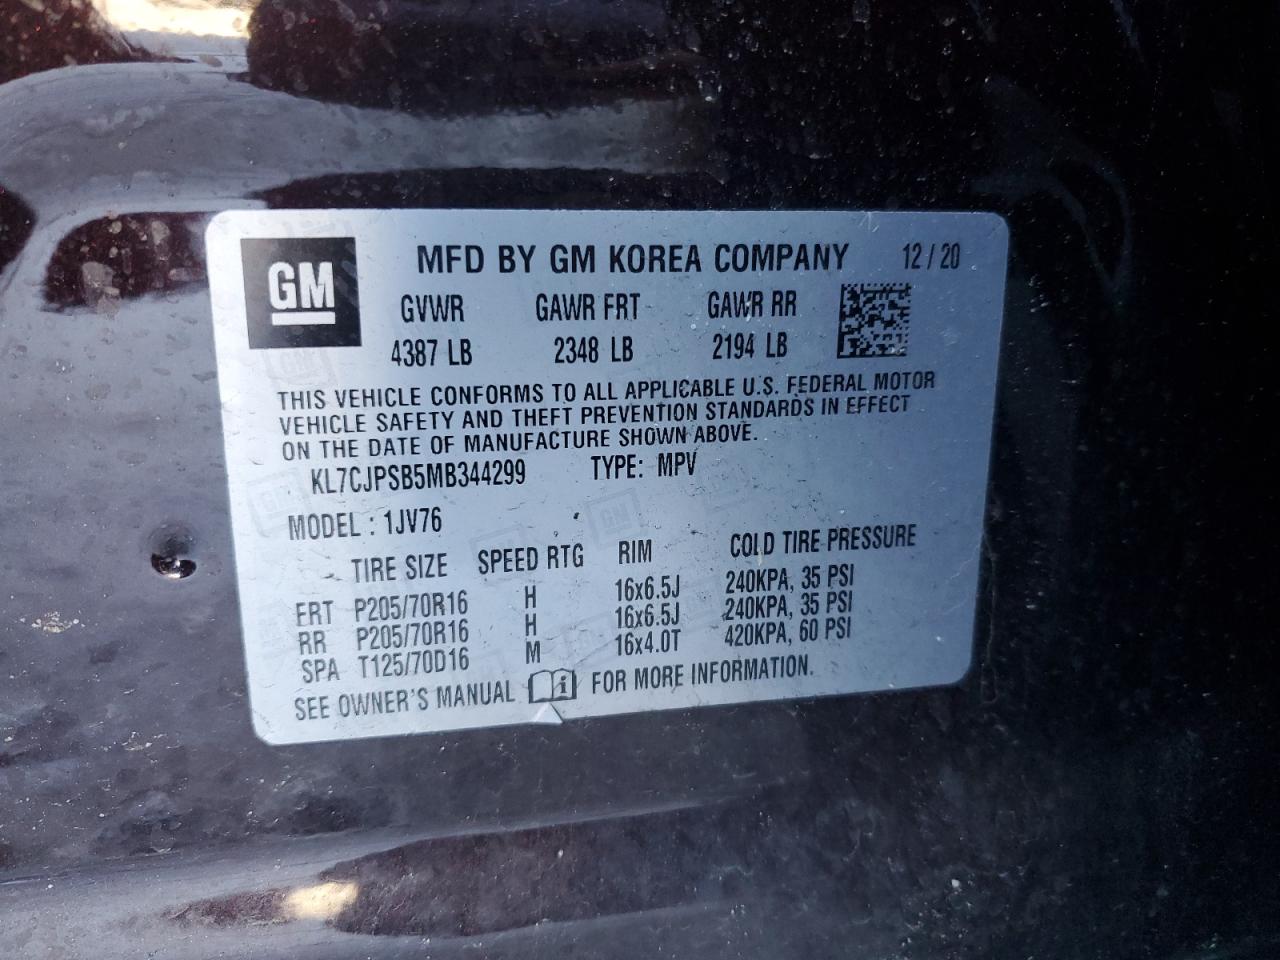 GM
MFD BY GM KOREA COMPANY 12 / 20
GVWR GAWR FRT GAWR RR
4387 LB 2348 LB 2194 LB
THIS VEHICLE CONFORMS TO ALL APPLICABLE U.S. FEDERAL MOTOR
VEHICLE SAFETY AND THEFT PREVENTION STANDARDS IN EFFECT
ON THE DATE OF MANUFACTURE SHOWN ABOVE.
KL7CJPSB5MB344299 TYPE: MPV
MODEL : 1JV76
TIRE SIZE SPEED RTG RIM COLD TIRE PRESSURE
FRT P205/70R16 H 16x6.5J 240KPA, 35 PSI
RR P205/70R16 H 16x6.5J 240KPA, 35 PSI
SPA T125/70D16 M 16x4.0T 420KPA, 60 PSI
SEE OWNER'S MANUAL i FOR MORE INFORMATION.